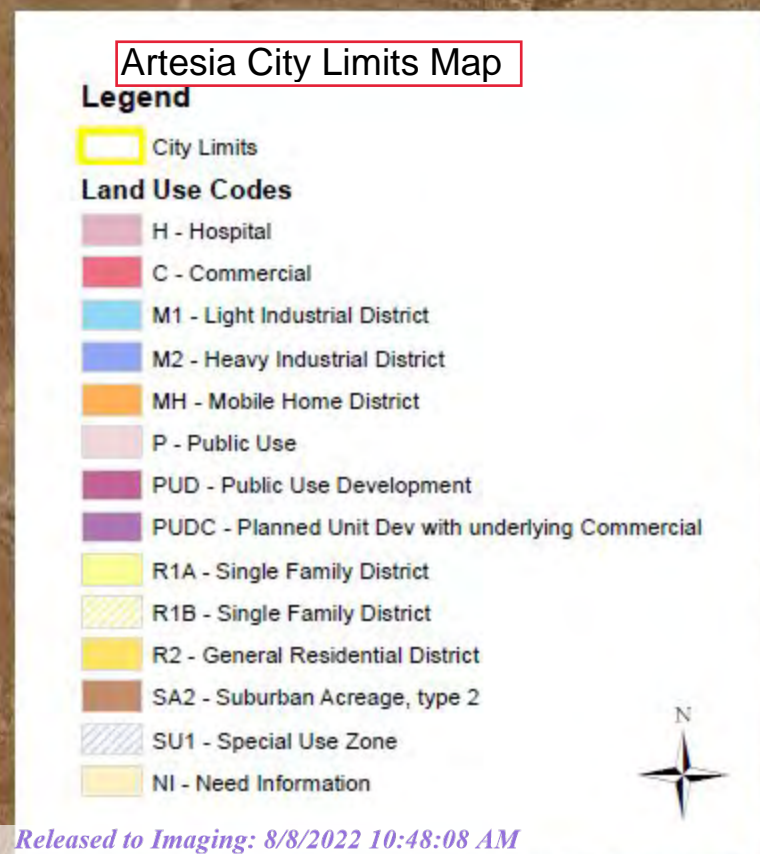 Artesia City Limits Map
Legend
City Limits
Land Use Codes
H - Hospital
C - Commercial
M1 - Light Industrial District
M2 - Heavy Industrial District
MH - Mobile Home District
P - Public Use
PUD - Public Use Development
PUDC - Planned Unit Dev with underlying Commercial
R1A - Single Family District
R1B - Single Family District
R2 - General Residential District
SA2 - Suburban Acreage, type 2
SU1 - Special Use Zone
NI - Need Information
N
Released to Imaging: 8/8/2022 10:48:08 AM